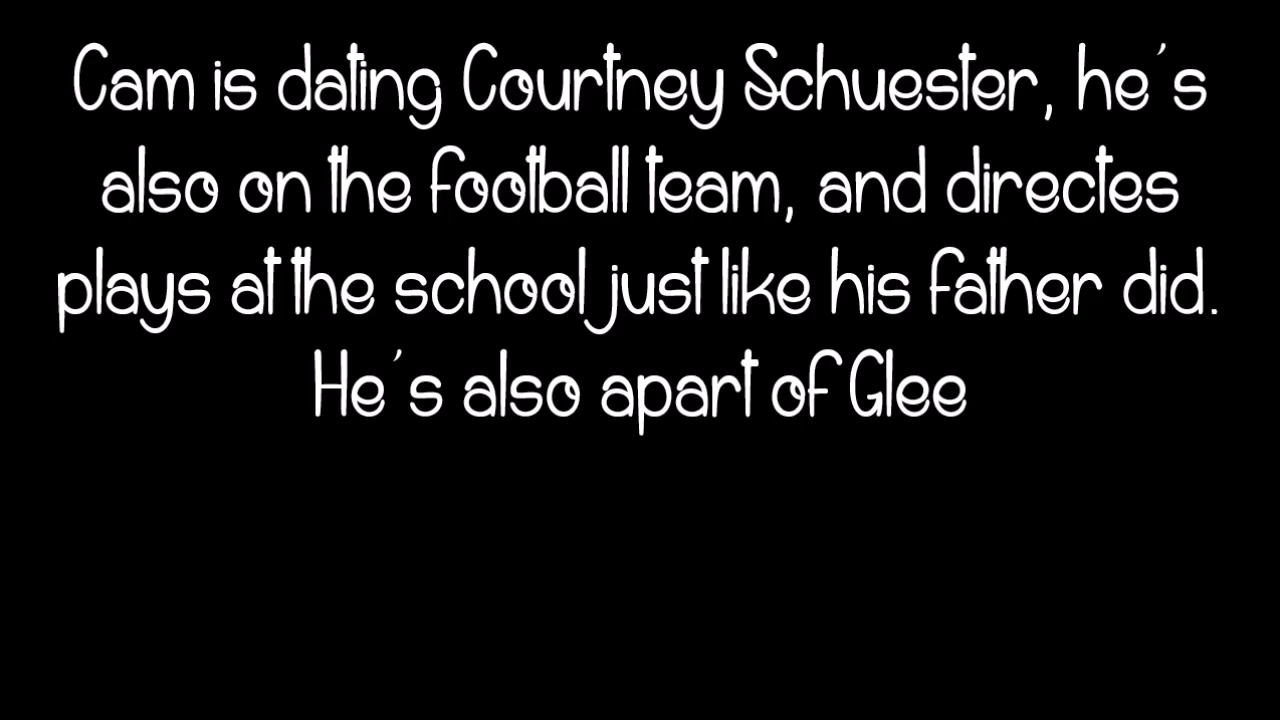 Cam is dating Courtney Schuester, he's
also on the football team, and directes
plays at the school just like his father did.
He's also apart of Glee